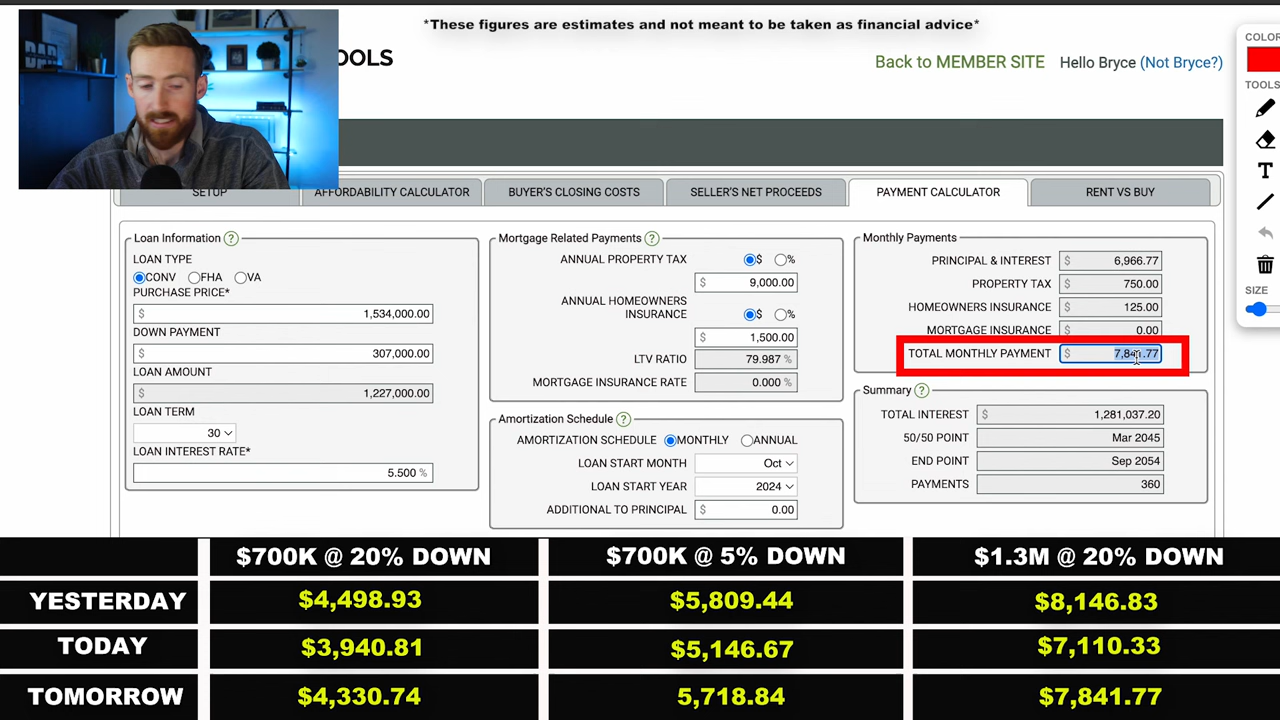 *These figures are estimates and not meant to be taken as financial advice*
OOLS
Back to MEMBER SITE Hello Bryce (Not Bryce?)
COLOR
TOOLS
T
SIZE
SETUP AFFORDABILITY CALCULATOR BUYER'S CLOSING COSTS SELLER'S NET PROCEEDS PAYMENT CALCULATOR RENT VS BUY
Loan Information ?
LOAN TYPE
CONV FHA VA
PURCHASE PRICE*
$ 1,534,000.00
DOWN PAYMENT
$ 307,000.00
LOAN AMOUNT
$ 1,227,000.00
LOAN TERM
30
LOAN INTEREST RATE*
5.500 %
Mortgage Related Payments ?
ANNUAL PROPERTY TAX $ %
$ 9,000.00
ANNUAL HOMEOWNERS
INSURANCE $ %
$ 1,500.00
LTV RATIO 79.987 %
MORTGAGE INSURANCE RATE 0.000 %
Amortization Schedule ?
AMORTIZATION SCHEDULE MONTHLY ANNUAL
LOAN START MONTH Oct
LOAN START YEAR 2024
ADDITIONAL TO PRINCIPAL $ 0.00
Monthly Payments
PRINCIPAL & INTEREST $ 6,966.77
PROPERTY TAX $ 750.00
HOMEOWNERS INSURANCE $ 125.00
MORTGAGE INSURANCE $ 0.00
TOTAL MONTHLY PAYMENT $ 7,841.77
Summary ?
TOTAL INTEREST $ 1,281,037.20
50/50 POINT Mar 2045
END POINT Sep 2054
PAYMENTS 360
$700K @ 20% DOWN $700K @ 5% DOWN $1.3M @ 20% DOWN
YESTERDAY $4,498.93 $5,809.44 $8,146.83
TODAY $3,940.81 $5,146.67 $7,110.33
TOMORROW $4,330.74 5,718.84 $7,841.77